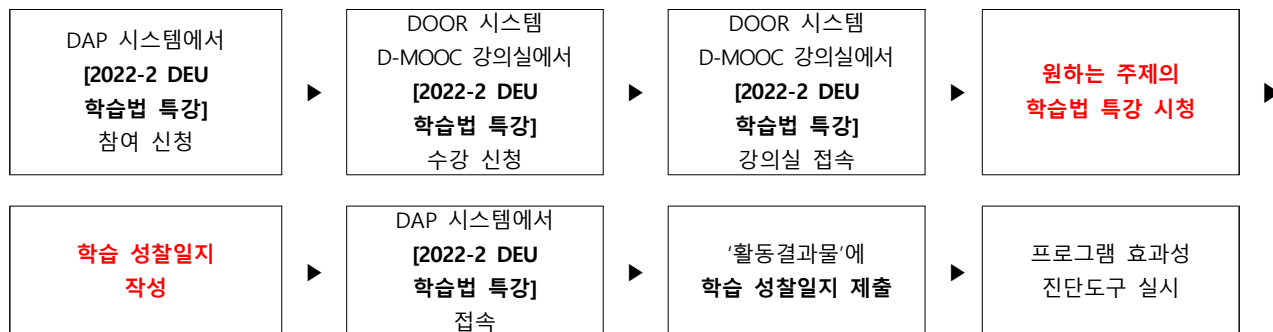 DAP 시스템에서
[2022-2 DEU
학습법 특강]
참여 신청
▶
DOOR 시스템
D-MOOC 강의실에서
[2022-2 DEU
학습법 특강]
수강 신청
▶
DOOR 시스템
D-MOOC 강의실에서
[2022-2 DEU
학습법 특강]
강의실 접속
▶
원하는 주제의
학습법 특강 시청
▶
학습 성찰일지
작성
▶
DAP 시스템에서
[2022-2 DEU
학습법 특강]
접속
▶
'활동결과물'에
학습 성찰일지 제출
▶
프로그램 효과성
진단도구 실시